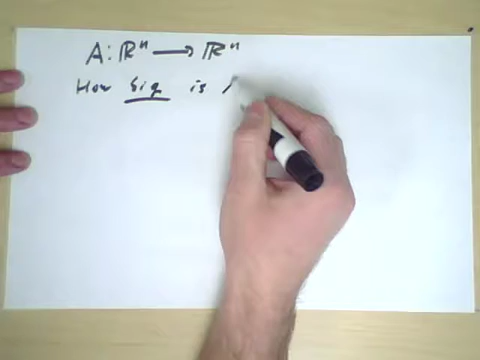 A: ℝⁿ ⟶ ℝⁿ
How big is